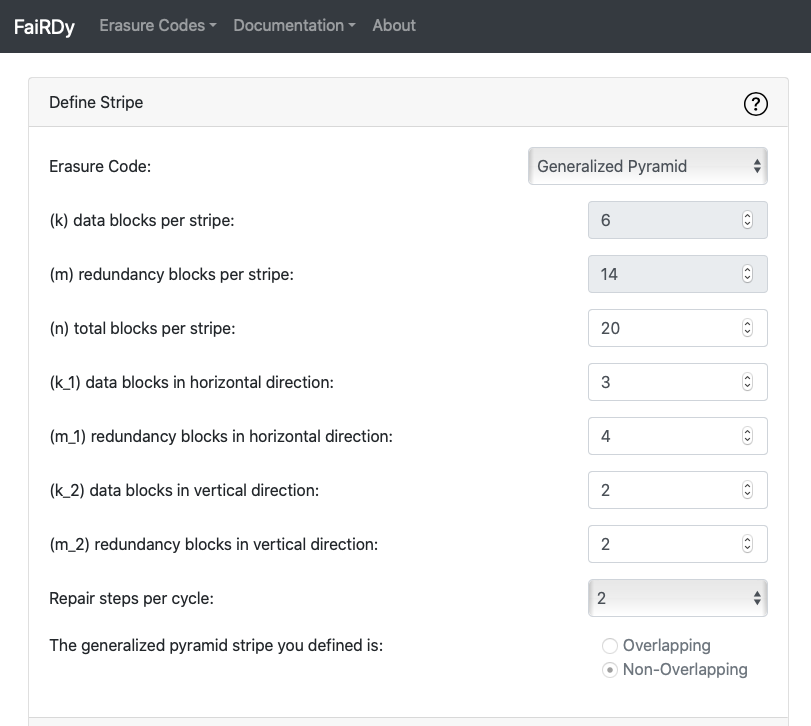 FaiRDy Erasure Codes Documentation About
Define Stripe ?
Erasure Code: Generalized Pyramid
(k) data blocks per stripe: 6
(m) redundancy blocks per stripe: 14
(n) total blocks per stripe: 20
(k_1) data blocks in horizontal direction: 3
(m_1) redundancy blocks in horizontal direction: 4
(k_2) data blocks in vertical direction: 2
(m_2) redundancy blocks in vertical direction: 2
Repair steps per cycle: 2
The generalized pyramid stripe you defined is: Overlapping
Non-Overlapping